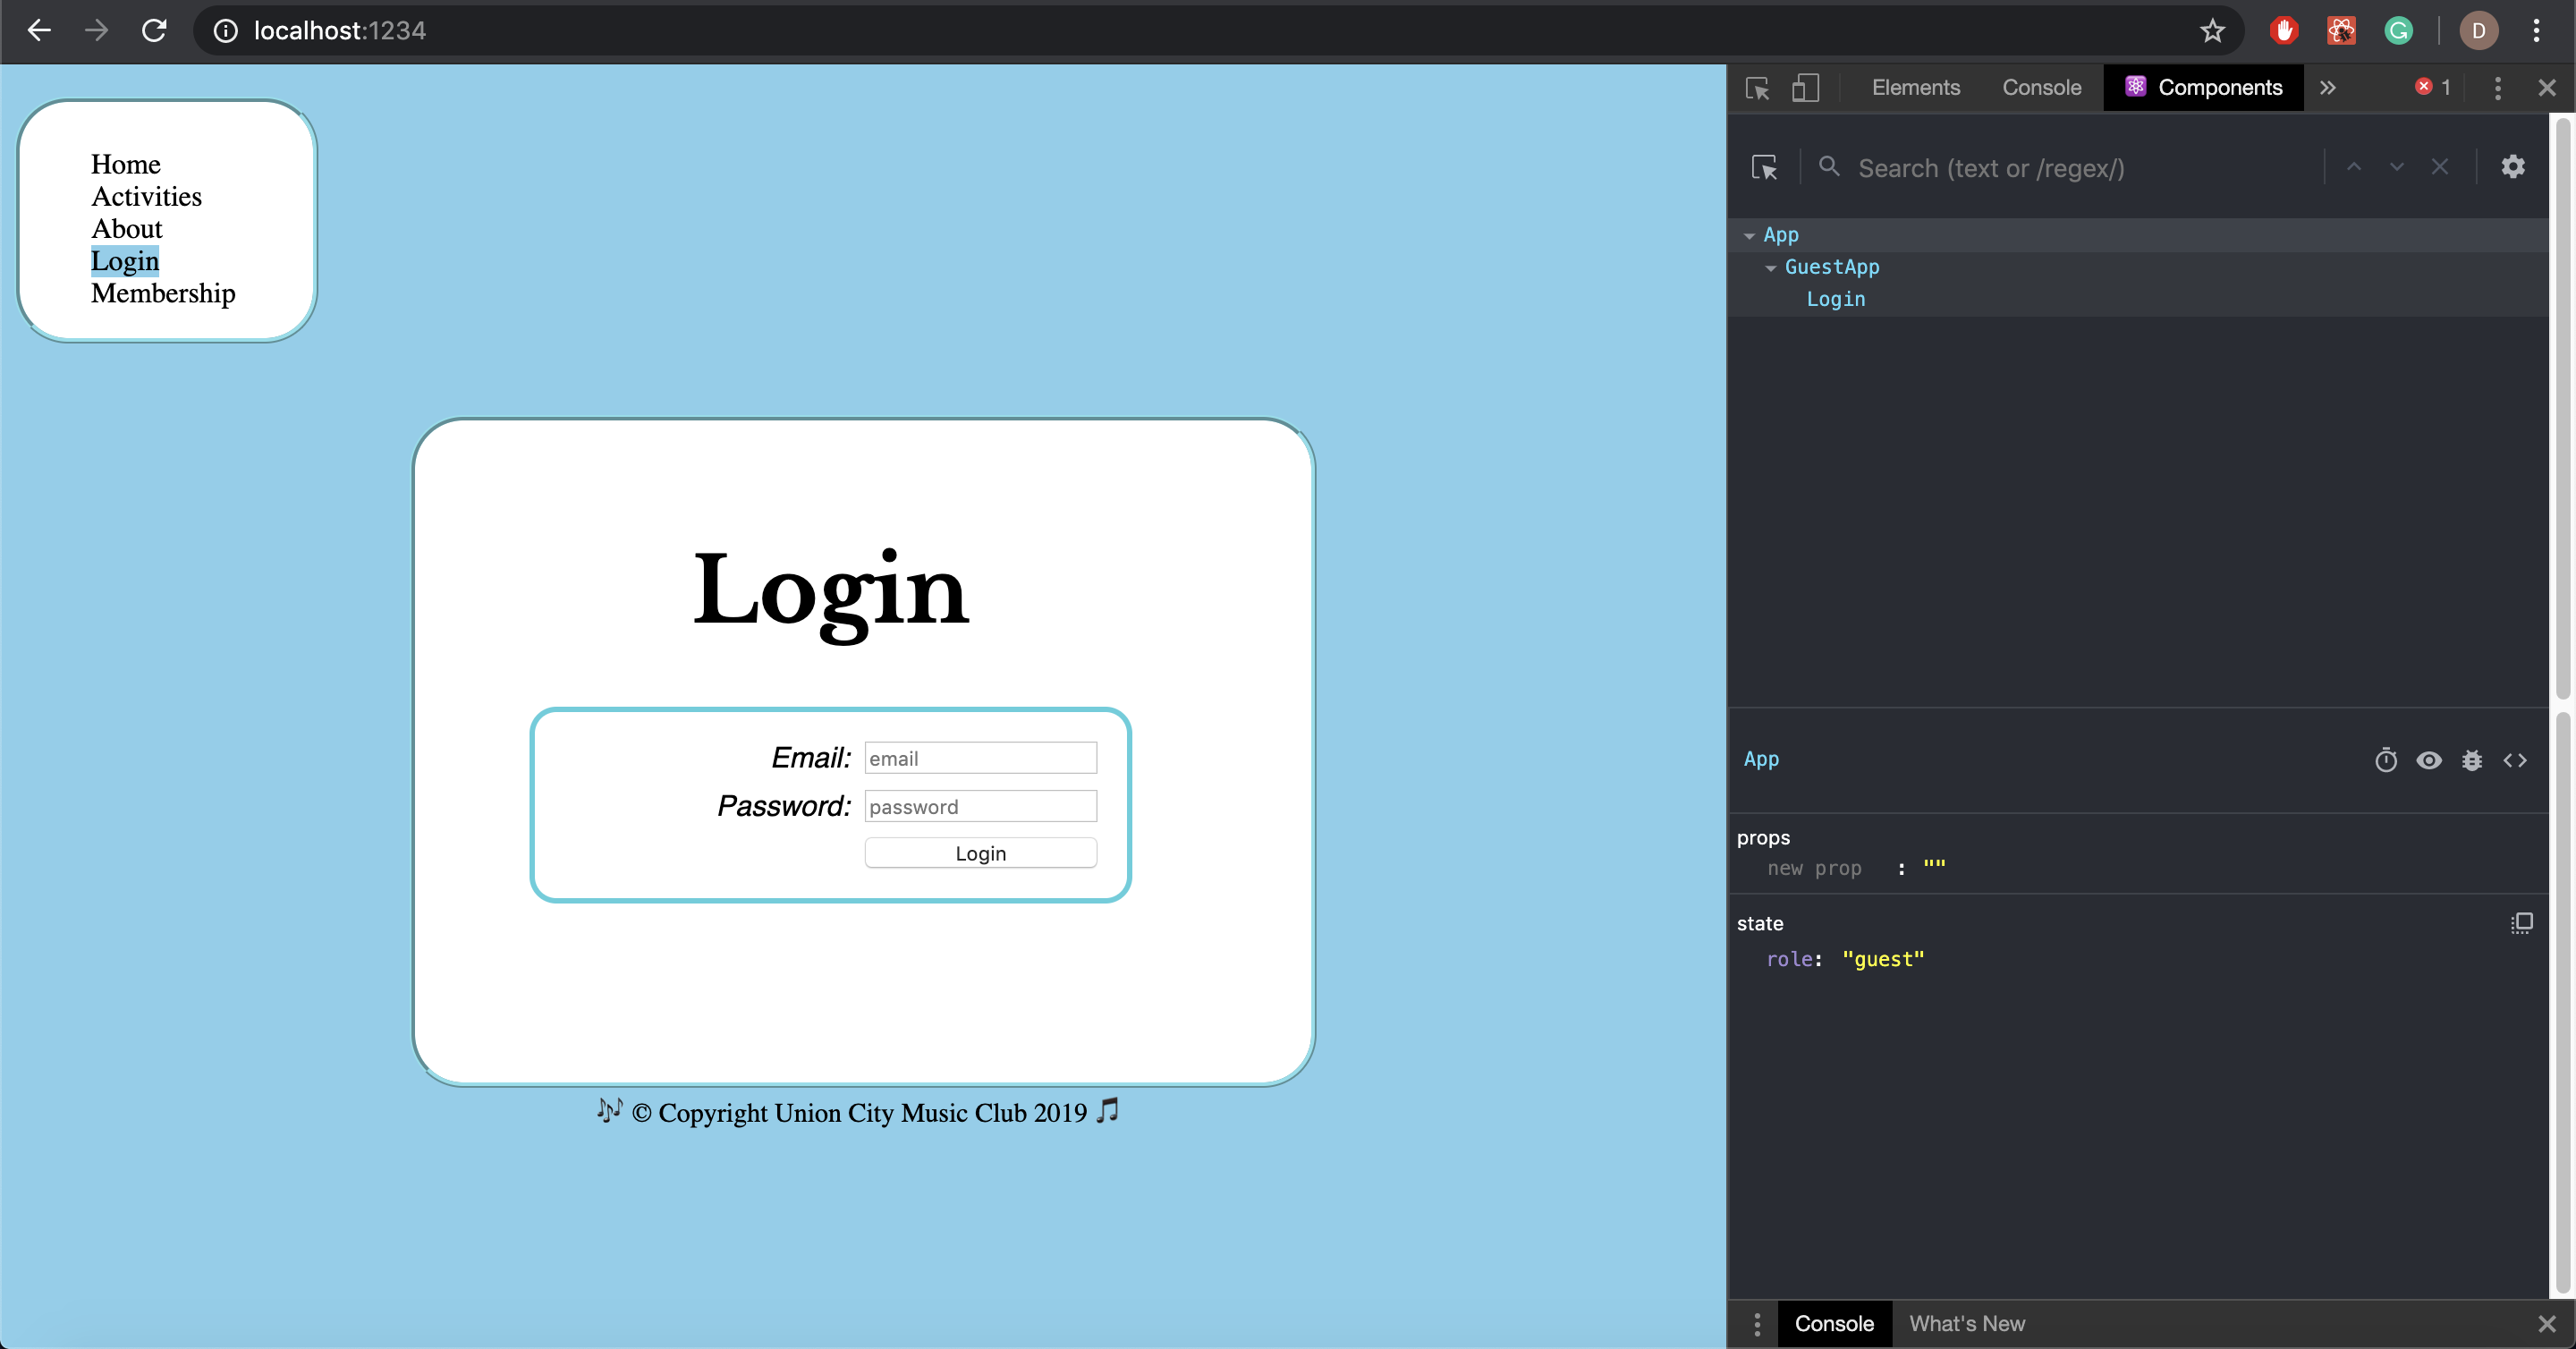 localhost:1234
D
Home
Activities
About
Login
Membership
Login
Email: email
Password: password
Login
🎶 © Copyright Union City Music Club 2019 🎵
Elements Console Components » 1
Search (text or /regex/)
App
GuestApp
Login
App
props
new prop : ""
state
role: "guest"
Console What's New